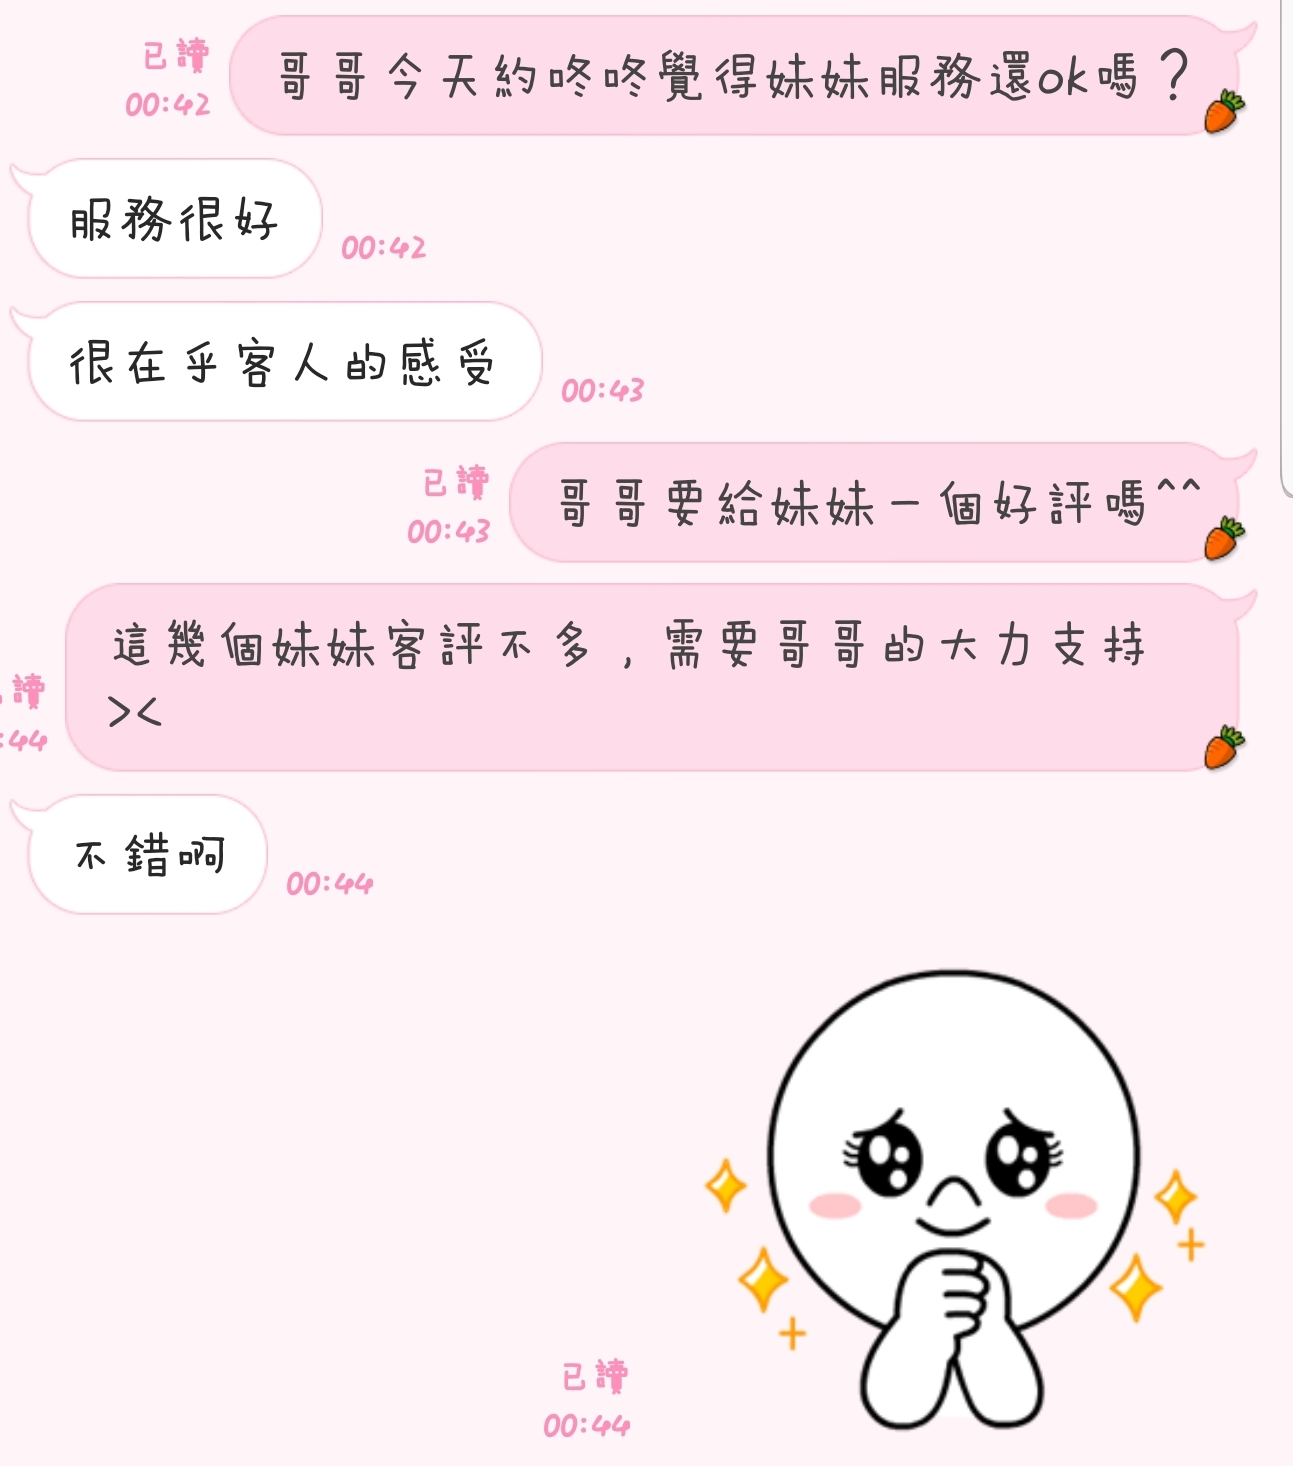 哥哥今天約咚咚覺得妹妹服務還ok嗎？
已讀
00:42
服務很好
00:42
很在乎客人的感受
00:43
哥哥要給妹妹一個好評嗎^^
已讀
00:43
這幾個妹妹客評不多，需要哥哥的大力支持
><
讀
:44
不錯啊
00:44
已讀
00:44